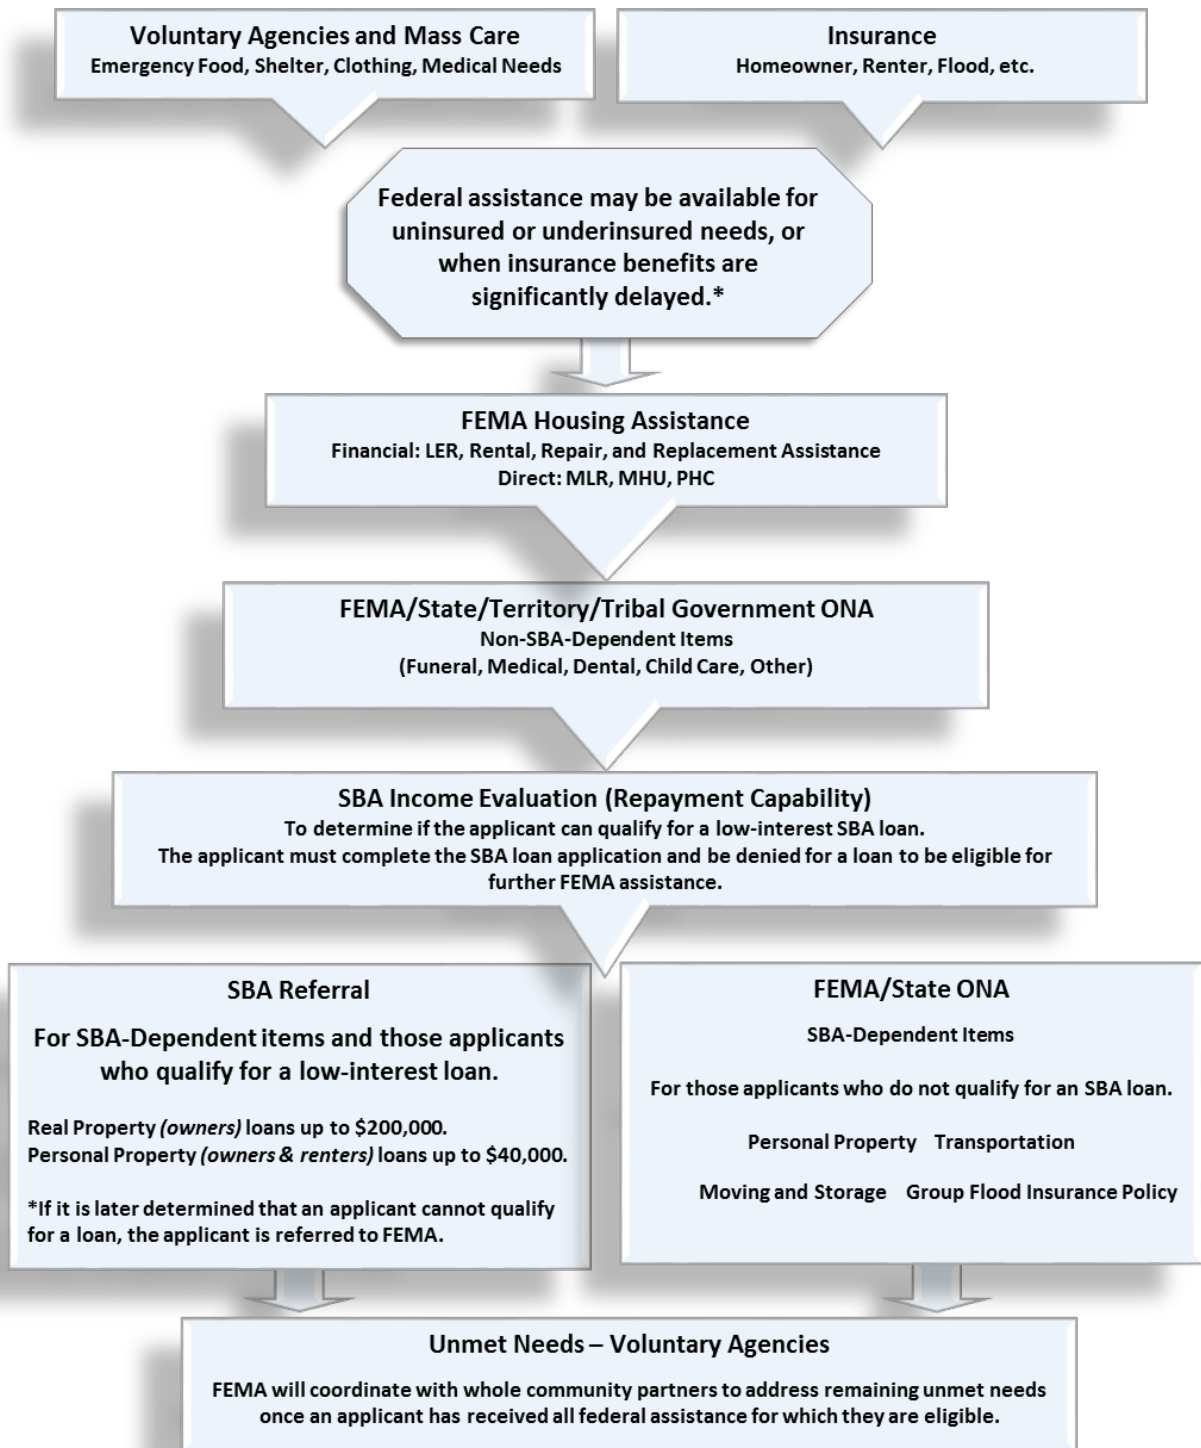 Voluntary Agencies and Mass Care
Emergency Food, Shelter, Clothing, Medical Needs
Insurance
Homeowner, Renter, Flood, etc.
Federal assistance may be available for
uninsured or underinsured needs, or
when insurance benefits are
significantly delayed.*
FEMA Housing Assistance
Financial: LER, Rental, Repair, and Replacement Assistance
Direct: MLR, MHU, PHC
FEMA/State/Territory/Tribal Government ONA
Non-SBA-Dependent Items
(Funeral, Medical, Dental, Child Care, Other)
SBA Income Evaluation (Repayment Capability)
To determine if the applicant can qualify for a low-interest SBA loan.
The applicant must complete the SBA loan application and be denied for a loan to be eligible for
further FEMA assistance.
SBA Referral
For SBA-Dependent items and those applicants
who qualify for a low-interest loan.
Real Property (owners) loans up to $200,000.
Personal Property (owners & renters) loans up to $40,000.
*If it is later determined that an applicant cannot qualify
for a loan, the applicant is referred to FEMA.
FEMA/State ONA
SBA-Dependent Items
For those applicants who do not qualify for an SBA loan.
Personal Property Transportation
Moving and Storage Group Flood Insurance Policy
Unmet Needs – Voluntary Agencies
FEMA will coordinate with whole community partners to address remaining unmet needs
once an applicant has received all federal assistance for which they are eligible.